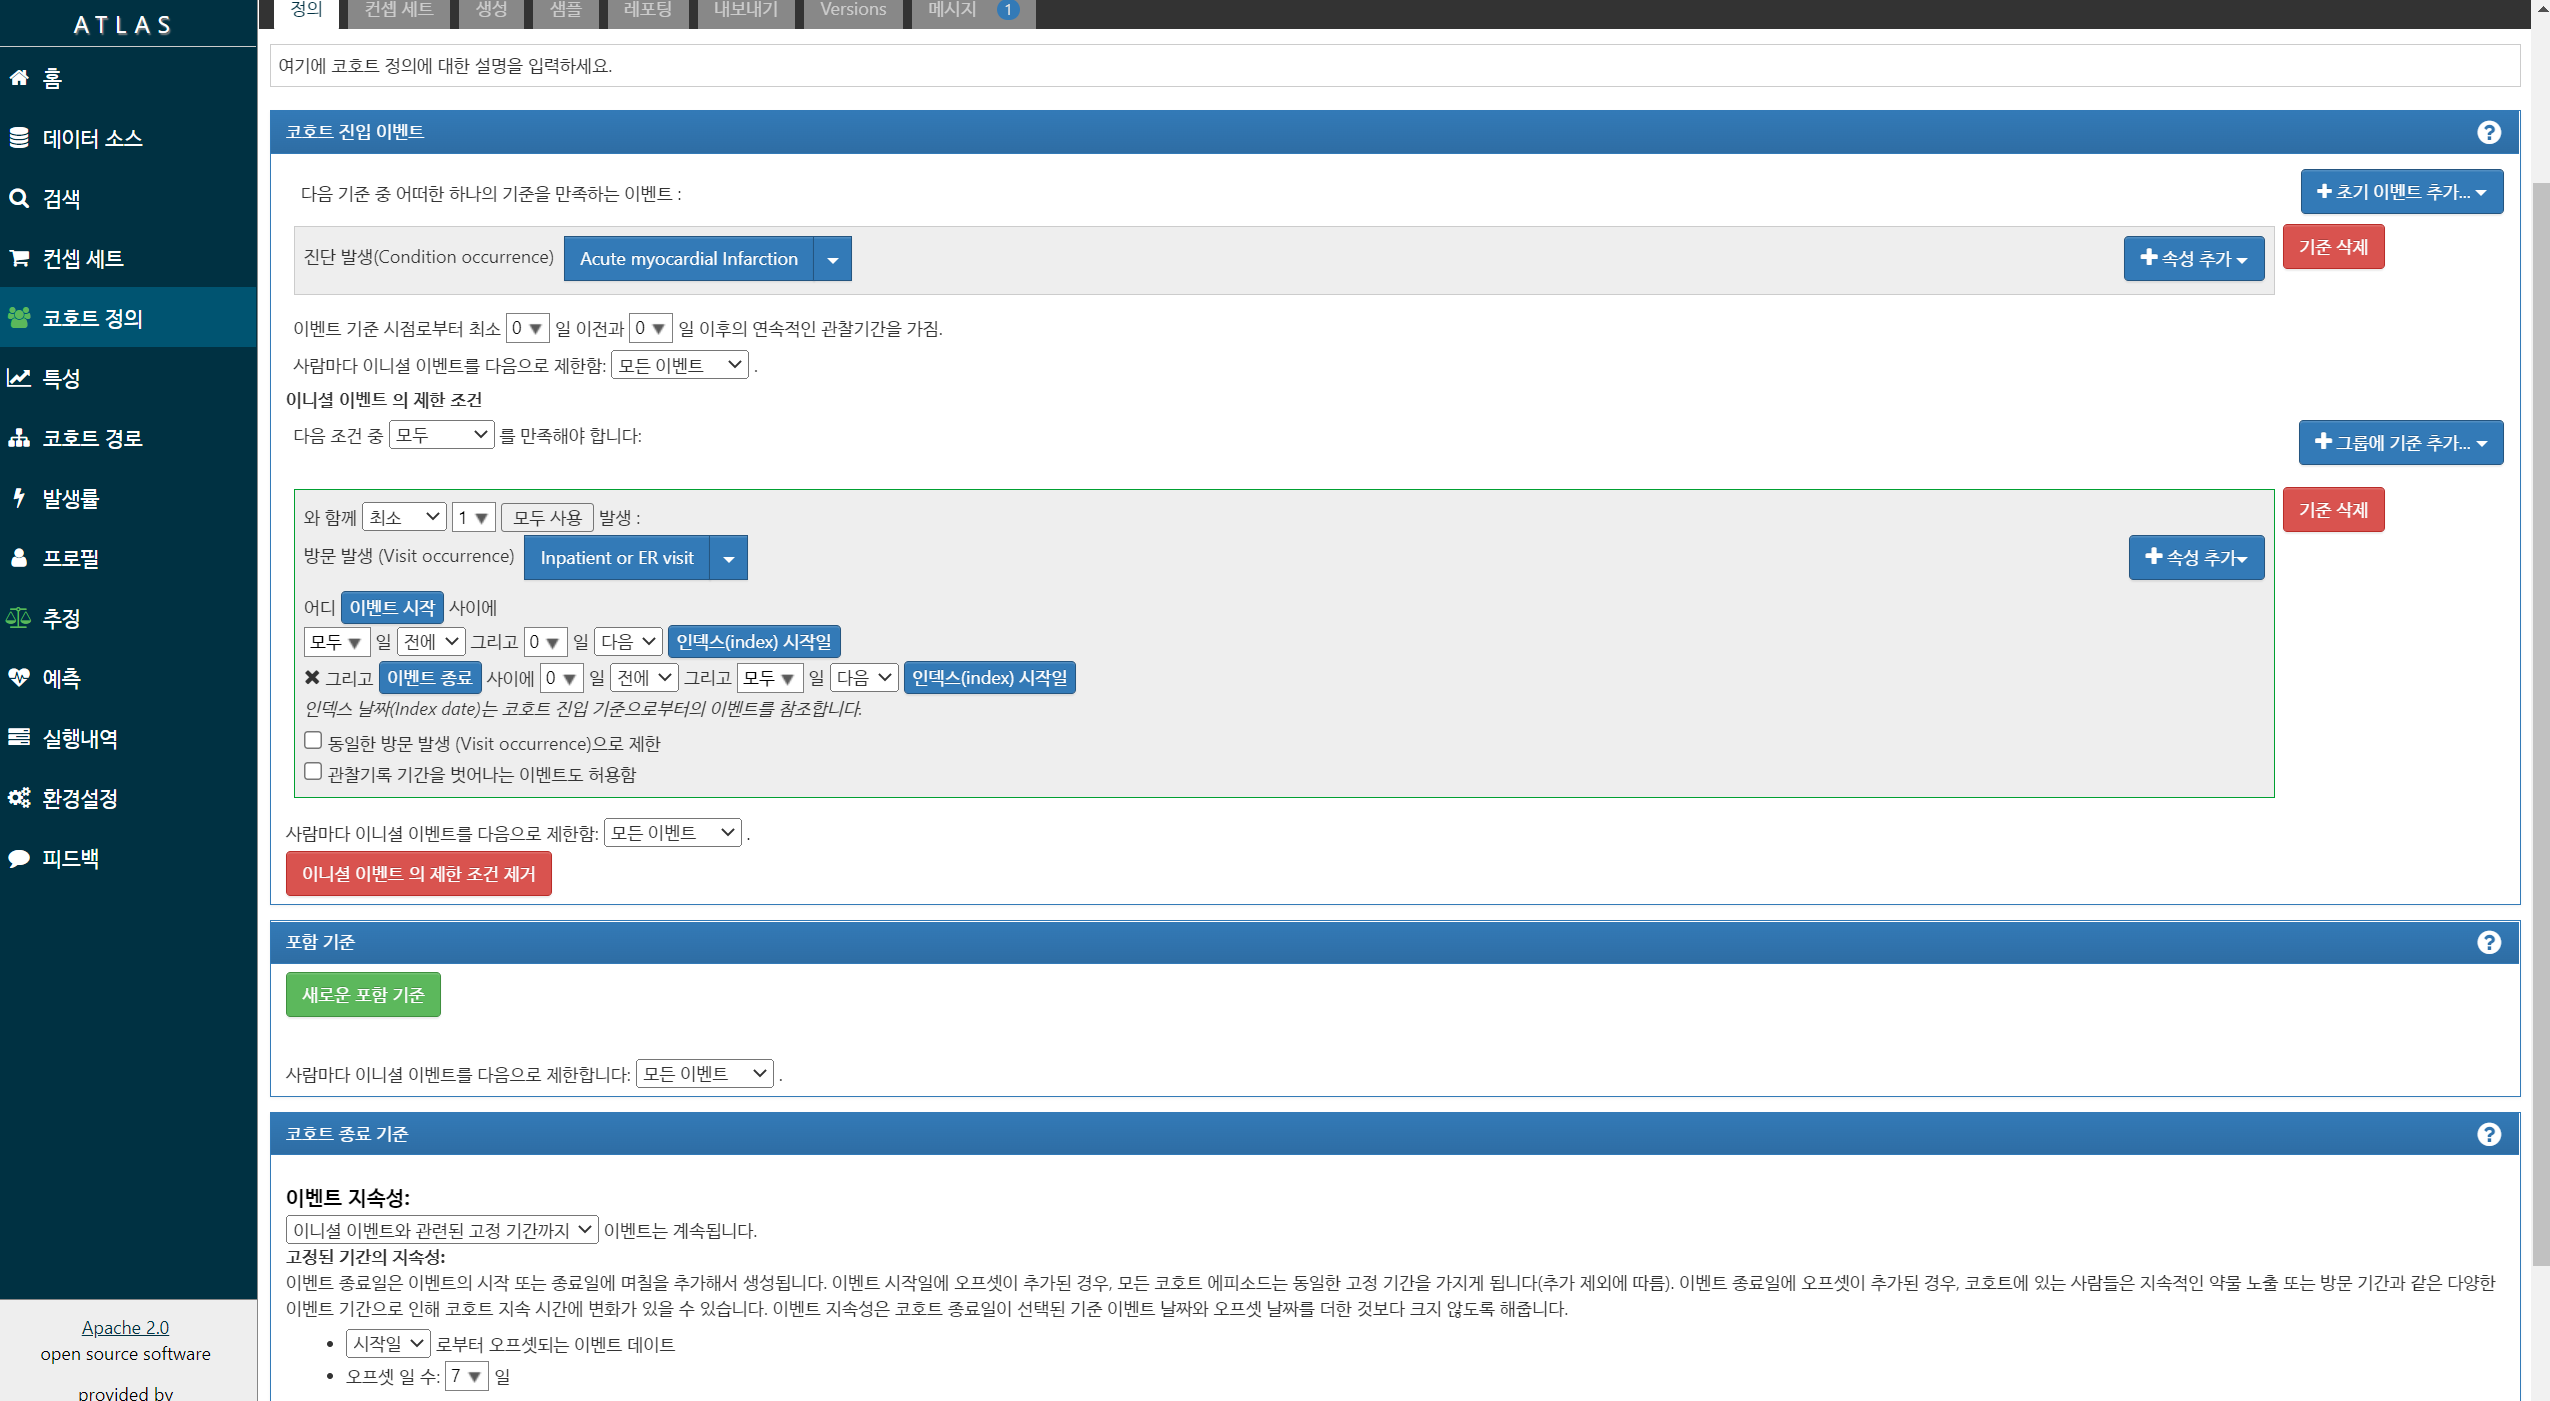 ATLAS
홈
데이터 소스
검색
컨셉 세트
코호트 정의
특성
코호트 경로
발생률
프로필
추정
예측
실행내역
환경설정
피드백
Apache 2.0
open source software
provided by
정의 컨셉 세트 생성 샘플 레포팅 내보내기 Versions 메시지 1
여기에 코호트 정의에 대한 설명을 입력하세요.
코호트 진입 이벤트
다음 기준 중 어떠한 하나의 기준을 만족하는 이벤트 :
초기 이벤트 추가...
진단 발생(Condition occurrence) Acute myocardial Infarction 속성 추가 기준 삭제
이벤트 기준 시점로부터 최소 0 일 이전과 0 일 이후의 연속적인 관찰기간을 가짐.
사람마다 이니셜 이벤트를 다음으로 제한함: 모든 이벤트 .
이니셜 이벤트 의 제한 조건
다음 조건 중 모두 를 만족해야 합니다:
그룹에 기준 추가...
와 함께 최소 1 모두 사용 발생 :
기준 삭제
방문 발생 (Visit occurrence) Inpatient or ER visit 속성 추가
어디 이벤트 시작 사이에
모두 일 전에 그리고 0 일 다음 인덱스(index) 시작일
그리고 이벤트 종료 사이에 0 일 전에 그리고 모두 일 다음 인덱스(index) 시작일
인덱스 날짜(Index date)는 코호트 진입 기준으로부터의 이벤트를 참조합니다.
동일한 방문 발생 (Visit occurrence)으로 제한
관찰기록 기간을 벗어나는 이벤트도 허용함
사람마다 이니셜 이벤트를 다음으로 제한함: 모든 이벤트 .
이니셜 이벤트 의 제한 조건 제거
포함 기준
새로운 포함 기준
사람마다 이니셜 이벤트를 다음으로 제한합니다: 모든 이벤트 .
코호트 종료 기준
이벤트 지속성:
이니셜 이벤트와 관련된 고정 기간까지 이벤트는 계속됩니다.
고정된 기간의 지속성:
이벤트 종료일은 이벤트의 시작 또는 종료일에 며칠을 추가해서 생성됩니다. 이벤트 시작일에 오프셋이 추가된 경우, 모든 코호트 에피소드는 동일한 고정 기간을 가지게 됩니다(추가 제외에 따름). 이벤트 종료일에 오프셋이 추가된 경우, 코호트에 있는 사람들은 지속적인 약물 노출 또는 방문 기간과 같은 다양한
이벤트 기간으로 인해 코호트 지속 시간에 변화가 있을 수 있습니다. 이벤트 지속성은 코호트 종료일이 선택된 기준 이벤트 날짜와 오프셋 날짜를 더한 것보다 크지 않도록 해줍니다.
• 시작일 로부터 오프셋되는 이벤트 데이트
• 오프셋 일 수: 7 일